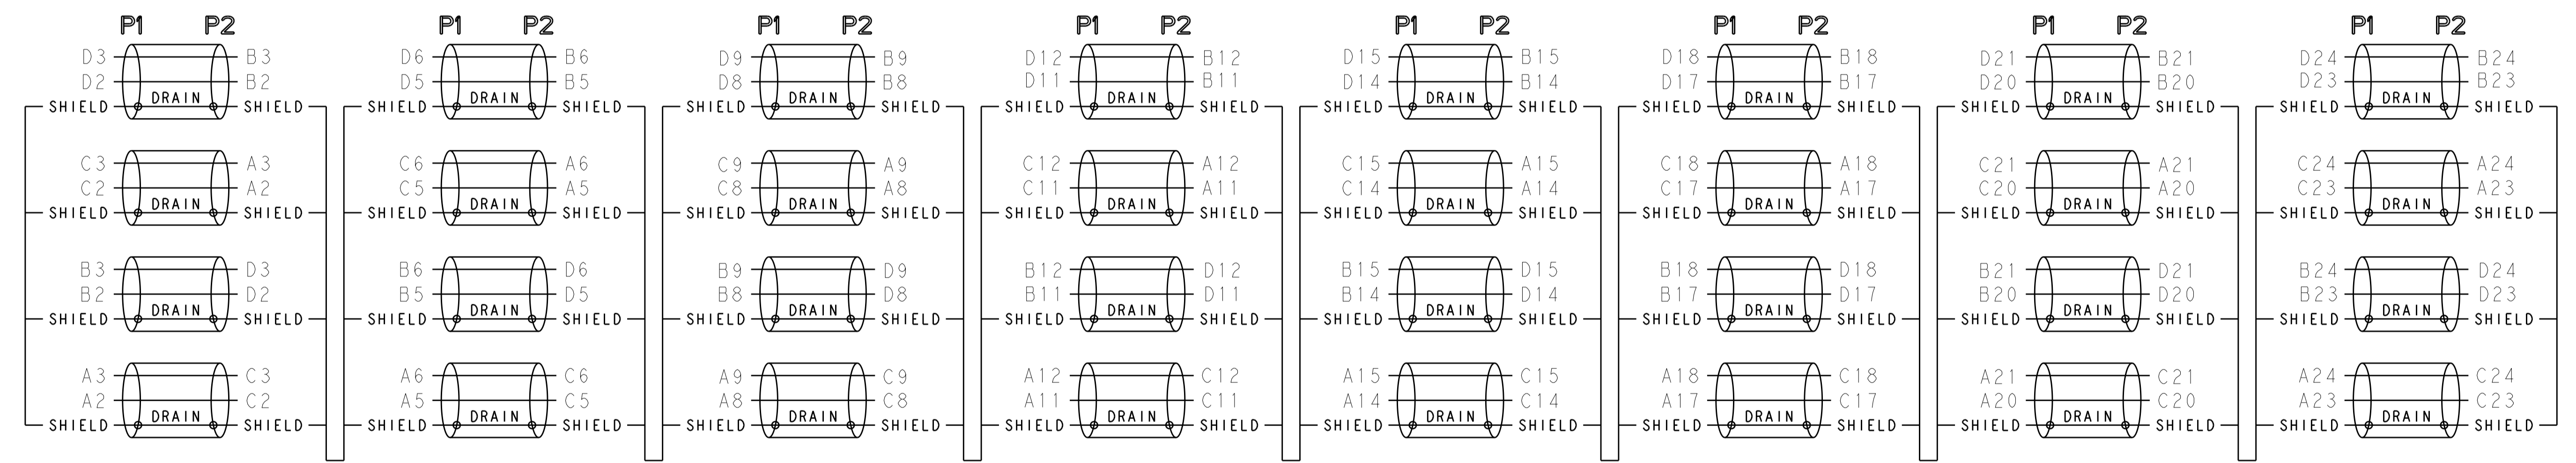 P1 P2 P1 P2 P1 P2 P1 P2 P1 P2 P1 P2 P1 P2 P1 P2
D3 B3 D6 B6 D9 B9 D12 B12 D15 B15 D18 B18 D21 B21 D24 B24
D2 B2 D5 B5 D8 B8 D11 B11 D14 B14 D17 B17 D20 B20 D23 B23
DRAIN DRAIN DRAIN DRAIN DRAIN DRAIN DRAIN DRAIN
SHIELD SHIELD SHIELD SHIELD SHIELD SHIELD SHIELD SHIELD SHIELD SHIELD SHIELD SHIELD SHIELD SHIELD SHIELD SHIELD
C3 A3 C6 A6 C9 A9 C12 A12 C15 A15 C18 A18 C21 A21 C24 A24
C2 A2 C5 A5 C8 A8 C11 A11 C14 A14 C17 A17 C20 A20 C23 A23
DRAIN DRAIN DRAIN DRAIN DRAIN DRAIN DRAIN DRAIN
SHIELD SHIELD SHIELD SHIELD SHIELD SHIELD SHIELD SHIELD SHIELD SHIELD SHIELD SHIELD SHIELD SHIELD SHIELD SHIELD
B3 D3 B6 D6 B9 D9 B12 D12 B15 D15 B18 D18 B21 D21 B24 D24
B2 D2 B5 D5 B8 D8 B11 D11 B14 D14 B17 D17 B20 D20 B23 D23
DRAIN DRAIN DRAIN DRAIN DRAIN DRAIN DRAIN DRAIN
SHIELD SHIELD SHIELD SHIELD SHIELD SHIELD SHIELD SHIELD SHIELD SHIELD SHIELD SHIELD SHIELD SHIELD SHIELD SHIELD
A3 C3 A6 C6 A9 C9 A12 C12 A15 C15 A18 C18 A21 C21 A24 C24
A2 C2 A5 C5 A8 C8 A11 C11 A14 C14 A17 C17 A20 C20 A23 C23
DRAIN DRAIN DRAIN DRAIN DRAIN DRAIN DRAIN DRAIN
SHIELD SHIELD SHIELD SHIELD SHIELD SHIELD SHIELD SHIELD SHIELD SHIELD SHIELD SHIELD SHIELD SHIELD SHIELD SHIELD